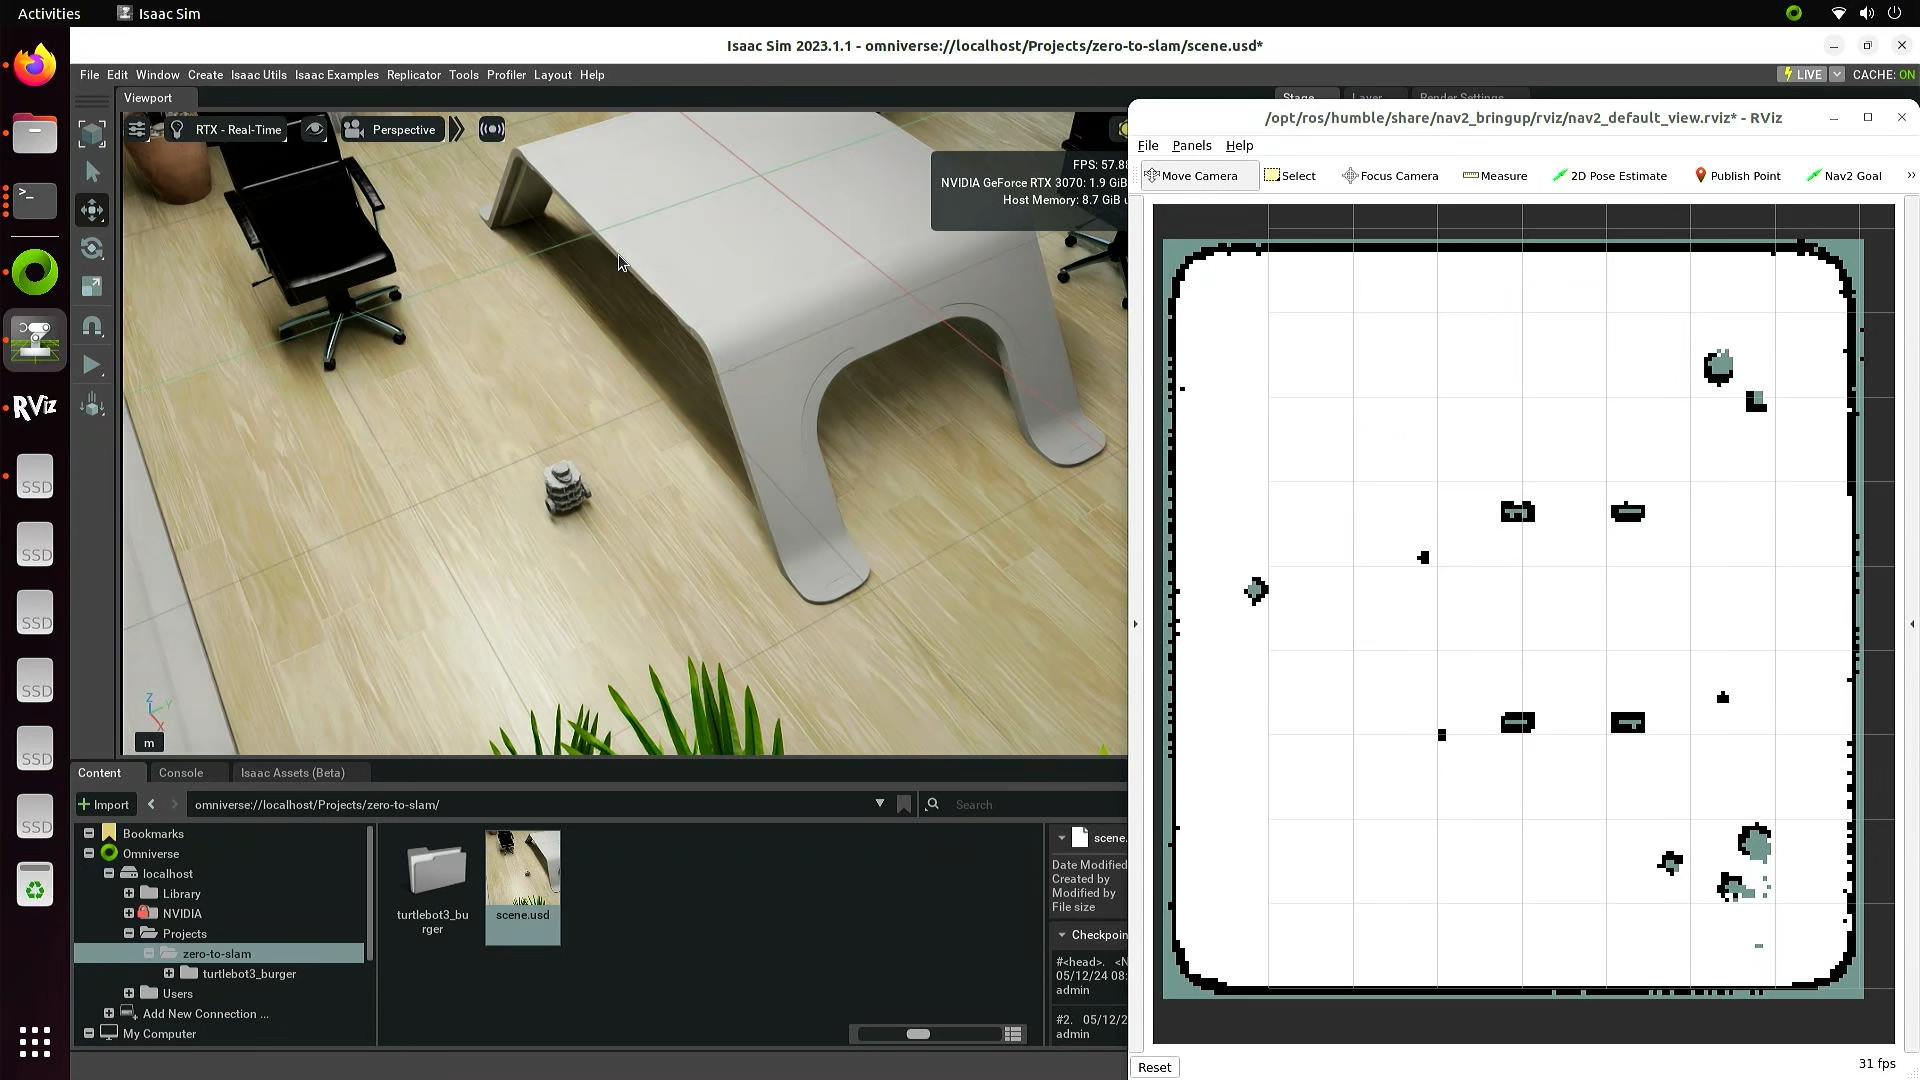 Activities
Isaac Sim
Isaac Sim 2023.1.1 - omniverse://localhost/Projects/zero-to-slam/scene.usd*
File Edit Window Create Isaac Utils Isaac Examples Replicator Tools Profiler Layout Help
LIVE
CACHE: ON
Viewport
Stage
Layer
Render Settings
RTX - Real-Time
Perspective
FPS: 57.88
NVIDIA GeForce RTX 3070: 1.9 GiB
Host Memory: 8.7 GiB
/opt/ros/humble/share/nav2_bringup/rviz/nav2_default_view.rviz* - RViz
File Panels Help
Move Camera
Select
Focus Camera
Measure
2D Pose Estimate
Publish Point
Nav2 Goal
»
RViz
SSD
SSD
SSD
SSD
SSD
SSD
Z
Y
X
m
Content
Console
Isaac Assets (Beta)
+ Import
omniverse://localhost/Projects/zero-to-slam/
Search
Bookmarks
Omniverse
localhost
Library
NVIDIA
Projects
zero-to-slam
turtlebot3_burger
Users
Add New Connection ...
My Computer
turtlebot3_bu
rger
scene.usd
scene.
Date Modified
Created by
Modified by
File size
Checkpoin
#<head>. <N
05/12/24 08:
admin
#2. 05/12/2
admin
Reset
31 fps